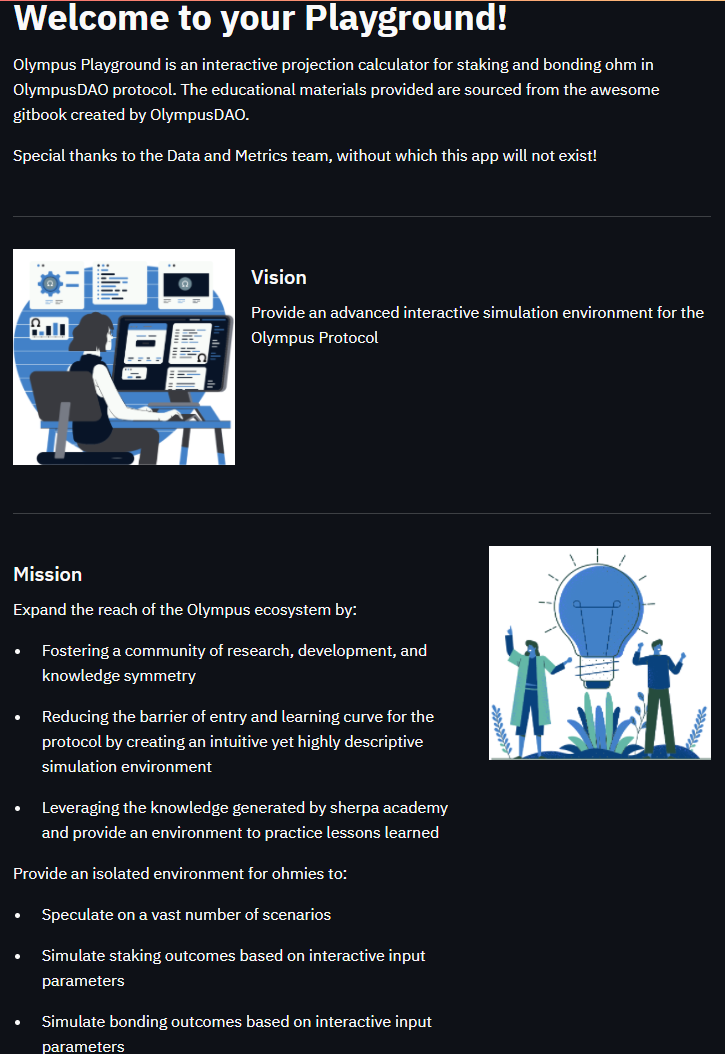 Welcome to your Playground!
Olympus Playground is an interactive projection calculator for staking and bonding ohm in
OlympusDAO protocol. The educational materials provided are sourced from the awesome
gitbook created by OlympusDAO.
Special thanks to the Data and Metrics team, without which this app will not exist!
Vision
Provide an advanced interactive simulation environment for the
Olympus Protocol
Mission
Expand the reach of the Olympus ecosystem by:
• Fostering a community of research, development, and
knowledge symmetry
• Reducing the barrier of entry and learning curve for the
protocol by creating an intuitive yet highly descriptive
simulation environment
• Leveraging the knowledge generated by sherpa academy
and provide an environment to practice lessons learned
Provide an isolated environment for ohmies to:
• Speculate on a vast number of scenarios
• Simulate staking outcomes based on interactive input
parameters
• Simulate bonding outcomes based on interactive input
parameters